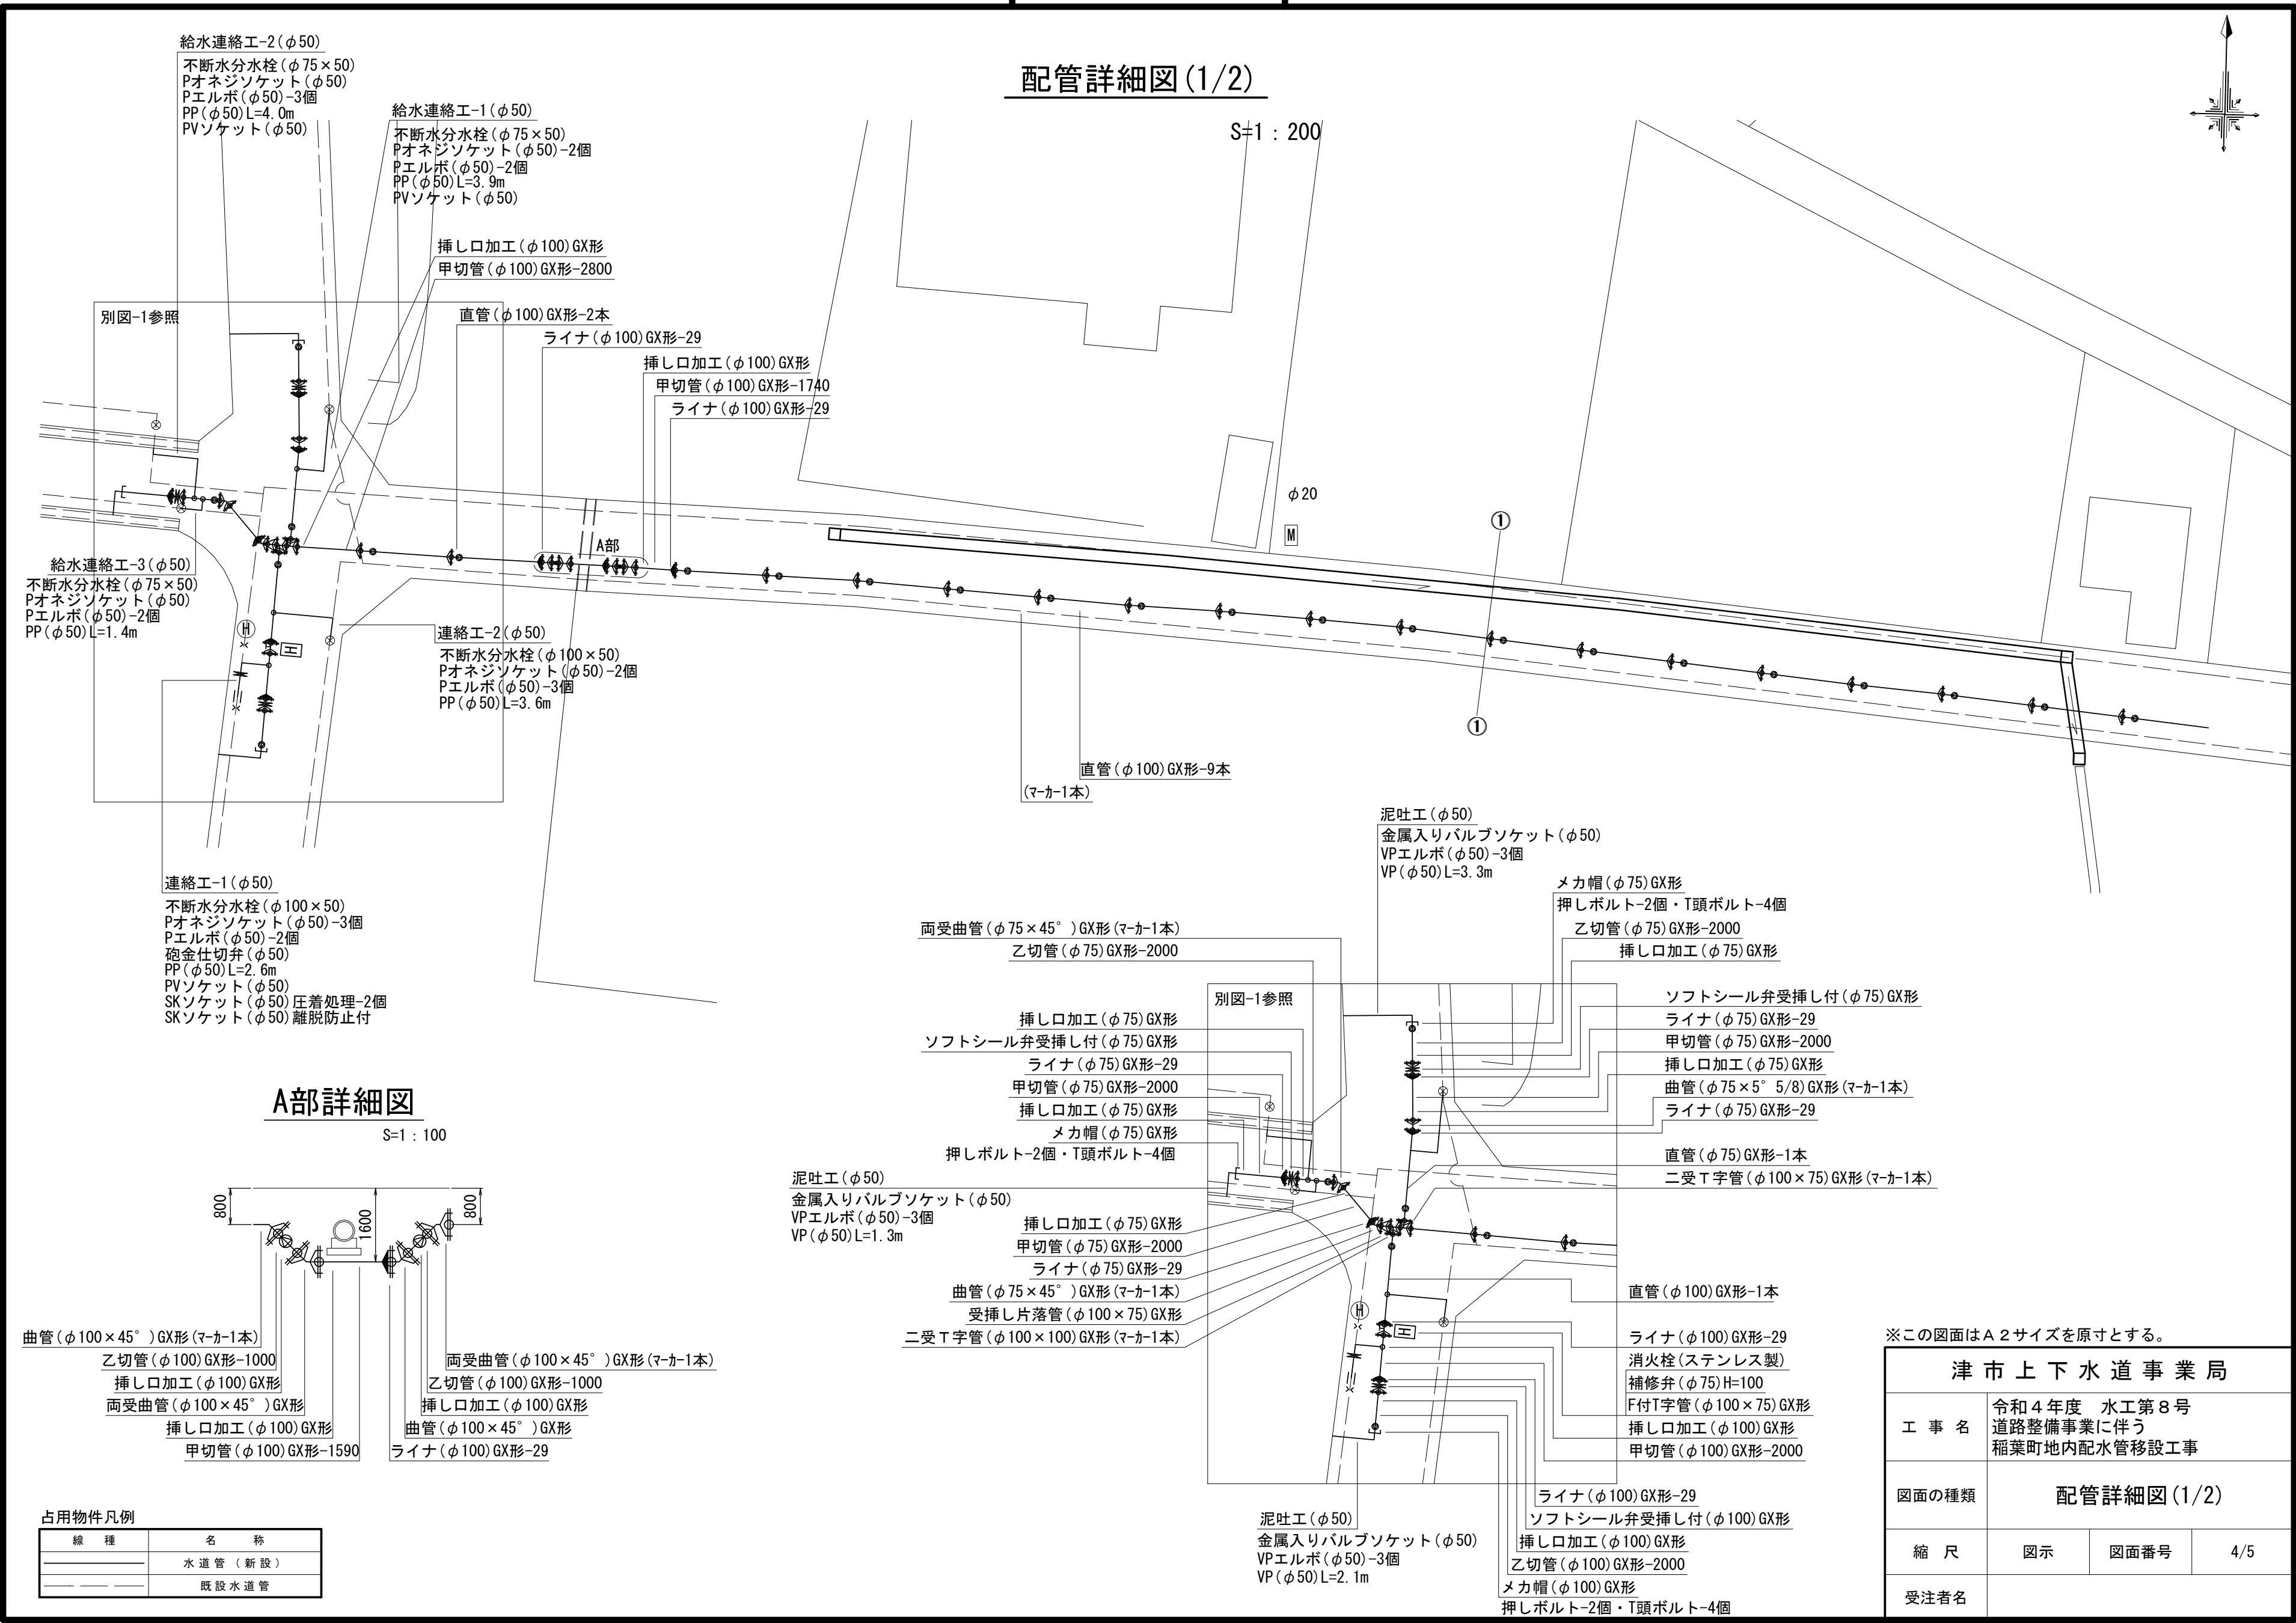 配管詳細図(1/2)
S=1：200
給水連絡工-2(φ50)
不断水分水栓(φ75×50)
Pオネジソケット(φ50)
Pエルボ(φ50)-3個
PP(φ50)L=4.0m
PVソケット(φ50)
給水連絡工-1(φ50)
不断水分水栓(φ75×50)
Pオネジソケット(φ50)-2個
Pエルボ(φ50)-2個
PP(φ50)L=3.9m
PVソケット(φ50)
挿し口加工(φ100)GX形
甲切管(φ100)GX形-2800
直管(φ100)GX形-2本
ライナ(φ100)GX形-29
挿し口加工(φ100)GX形
甲切管(φ100)GX形-1740
ライナ(φ100)GX形-29
別図-1参照
A部
φ20
M
①
①
給水連絡工-3(φ50)
不断水分水栓(φ75×50)
Pオネジソケット(φ50)
Pエルボ(φ50)-2個
PP(φ50)L=1.4m
H
H
連絡工-2(φ50)
不断水分水栓(φ100×50)
Pオネジソケット(φ50)-2個
Pエルボ(φ50)-3個
PP(φ50)L=3.6m
直管(φ100)GX形-9本
(マーカー1本)
連絡工-1(φ50)
不断水分水栓(φ100×50)
Pオネジソケット(φ50)-3個
Pエルボ(φ50)-2個
砲金仕切弁(φ50)
PP(φ50)L=2.6m
PVソケット(φ50)
SKソケット(φ50)圧着処理-2個
SKソケット(φ50)離脱防止付
泥吐工(φ50)
金属入りバルブソケット(φ50)
VPエルボ(φ50)-3個
VP(φ50)L=3.3m
メカ帽(φ75)GX形
押しボルト-2個・T頭ボルト-4個
乙切管(φ75)GX形-2000
挿し口加工(φ75)GX形
ソフトシール弁受挿し付(φ75)GX形
ライナ(φ75)GX形-29
甲切管(φ75)GX形-2000
挿し口加工(φ75)GX形
曲管(φ75×5°5/8)GX形(マーカー1本)
ライナ(φ75)GX形-29
直管(φ75)GX形-1本
二受T字管(φ100×75)GX形(マーカー1本)
両受曲管(φ75×45°)GX形(マーカー1本)
乙切管(φ75)GX形-2000
別図-1参照
挿し口加工(φ75)GX形
ソフトシール弁受挿し付(φ75)GX形
ライナ(φ75)GX形-29
甲切管(φ75)GX形-2000
挿し口加工(φ75)GX形
メカ帽(φ75)GX形
押しボルト-2個・T頭ボルト-4個
泥吐工(φ50)
金属入りバルブソケット(φ50)
VPエルボ(φ50)-3個
VP(φ50)L=1.3m
挿し口加工(φ75)GX形
甲切管(φ75)GX形-2000
ライナ(φ75)GX形-29
曲管(φ75×45°)GX形(マーカー1本)
受挿し片落管(φ100×75)GX形
二受T字管(φ100×100)GX形(マーカー1本)
H
H
直管(φ100)GX形-1本
ライナ(φ100)GX形-29
消火栓(ステンレス製)
補修弁(φ75)H=100
F付T字管(φ100×75)GX形
挿し口加工(φ100)GX形
甲切管(φ100)GX形-2000
ライナ(φ100)GX形-29
ソフトシール弁受挿し付(φ100)GX形
挿し口加工(φ100)GX形
乙切管(φ100)GX形-2000
メカ帽(φ100)GX形
押しボルト-2個・T頭ボルト-4個
泥吐工(φ50)
金属入りバルブソケット(φ50)
VPエルボ(φ50)-3個
VP(φ50)L=2.1m
A部詳細図
S=1：100
800
1600
800
曲管(φ100×45°)GX形(マーカー1本)
乙切管(φ100)GX形-1000
挿し口加工(φ100)GX形
両受曲管(φ100×45°)GX形
挿し口加工(φ100)GX形
甲切管(φ100)GX形-1590
両受曲管(φ100×45°)GX形(マーカー1本)
乙切管(φ100)GX形-1000
挿し口加工(φ100)GX形
曲管(φ100×45°)GX形
ライナ(φ100)GX形-29
占用物件凡例
線種 名称
水道管（新設）
既設水道管
※この図面はA2サイズを原寸とする。
津市上下水道事業局
工事名 令和4年度 水工第8号
道路整備事業に伴う
稲葉町地内配水管移設工事
図面の種類 配管詳細図(1/2)
縮尺 図示 図面番号 4/5
受注者名